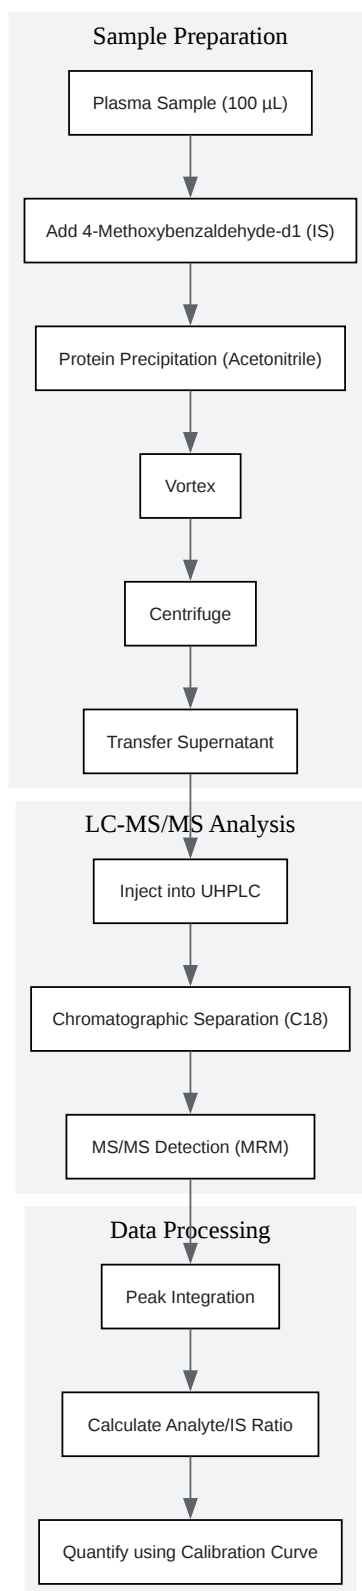 Sample Preparation
Plasma Sample (100 µL)
Add 4-Methoxybenzaldehyde-d1 (IS)
Protein Precipitation (Acetonitrile)
Vortex
Centrifuge
Transfer Supernatant
LC-MS/MS Analysis
Inject into UHPLC
Chromatographic Separation (C18)
MS/MS Detection (MRM)
Data Processing
Peak Integration
Calculate Analyte/IS Ratio
Quantify using Calibration Curve